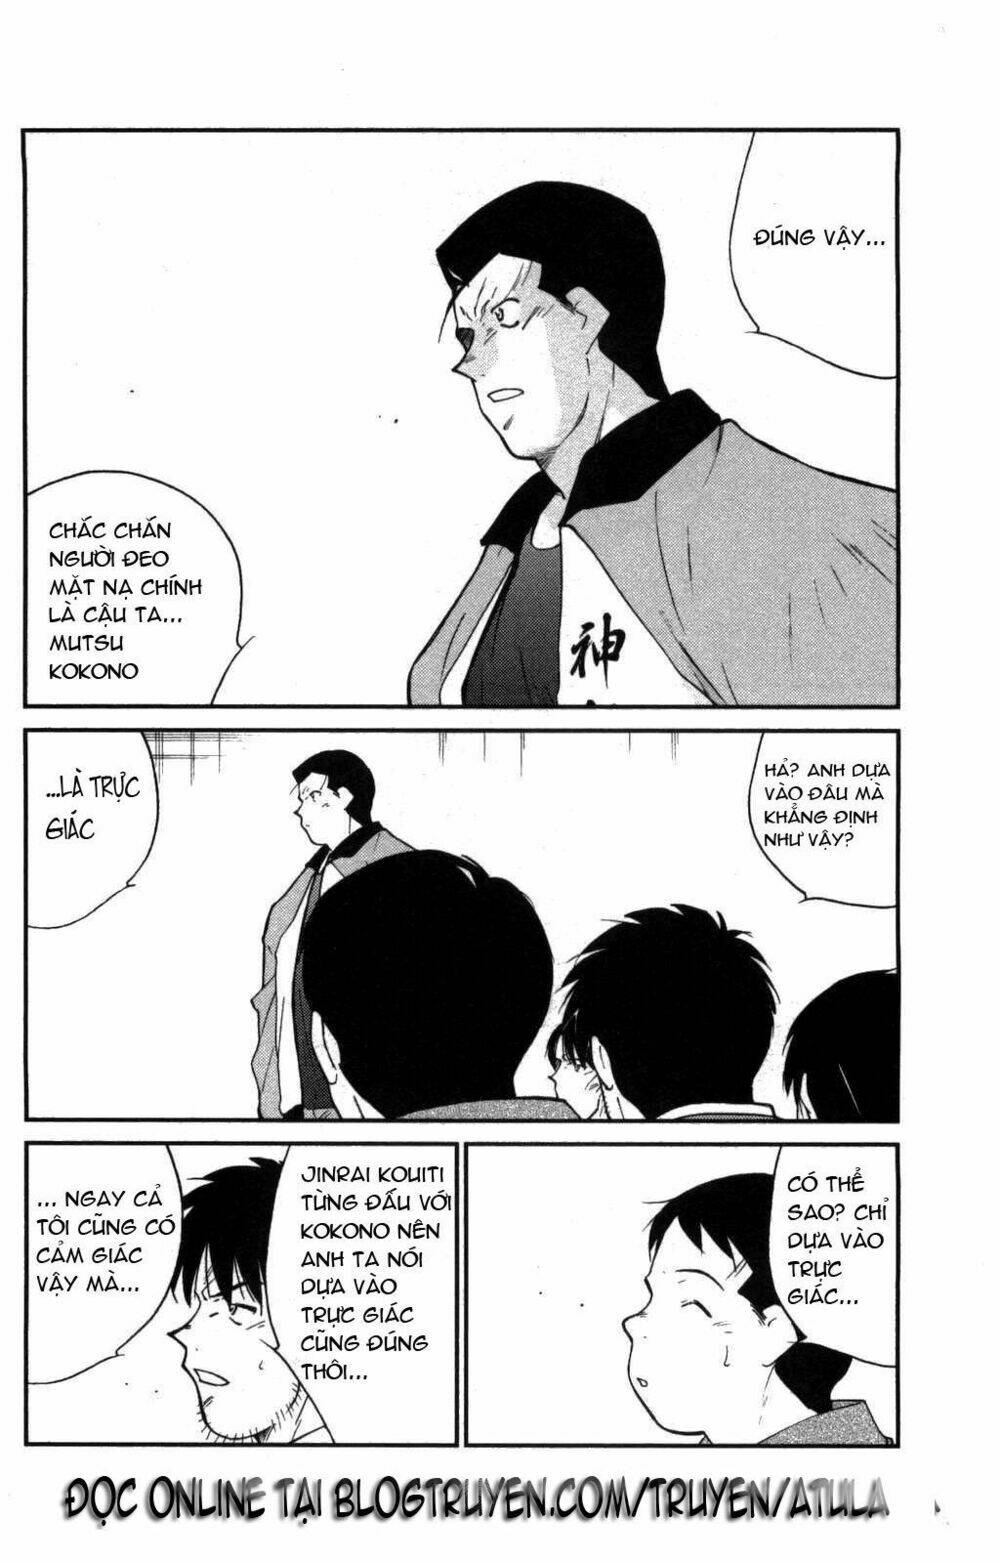 ĐÚNG VẬY...
CHẮC CHẮN
NGƯỜI ĐEO
MẶT NẠ CHÍNH
LÀ CẬU TA...
MUTSU
KOKONO
神
HẢ? ANH DỰA
VÀO ĐÂU MÀ
KHẲNG ĐỊNH
NHƯ VẬY?
...LÀ TRỰC
GIÁC
CÓ THỂ
SAO? CHỈ
DỰA VÀO
TRỰC
GIÁC...
JINRAI KOUITI
TỪNG ĐẤU VỚI
KOKONO NÊN
ANH TA NÓI
DỰA VÀO
TRỰC GIÁC
CŨNG ĐÚNG
THÔI...
... NGAY CẢ
TÔI CŨNG CÓ
CẢM GIÁC
VẬY MÀ...
ĐỌC ONLINE TẠI BLOGTRUYEN.COM/TRUYEN/ATULA